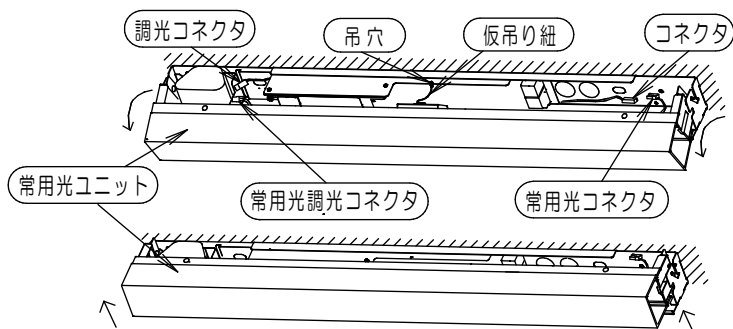 調光コネクタ
吊穴
仮吊り紐
コネクタ
常用光ユニット
常用光調光コネクタ
常用光コネクタ